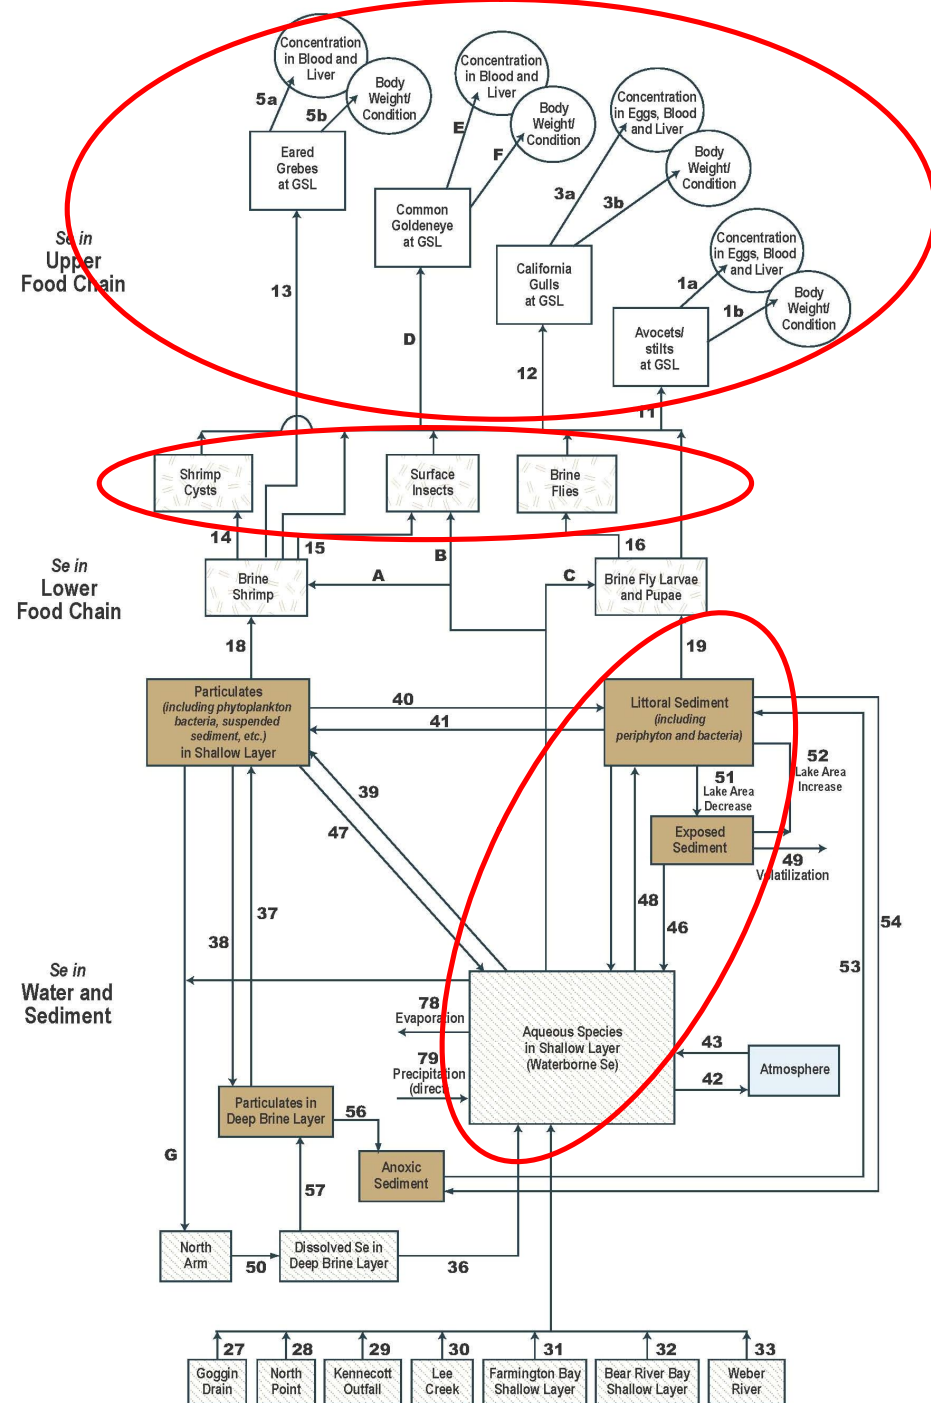 Concentration
in Blood and
Liver
Body
Weight/
Condition
5a
5b
Eared
Grebes
at GSL
Concentration
in Blood and
Liver
Body
Weight/
Condition
E
F
Common
Goldeneye
at GSL
Concentration
in Eggs, Blood
and Liver
Body
Weight/
Condition
3a
3b
California
Gulls
at GSL
Concentration
in Eggs, Blood
and Liver
Body
Weight/
Condition
1a
1b
Avocets/
stilts
at GSL
Se in
Upper
Food Chain
13
D
12
11
Shrimp
Cysts
Surface
Insects
Brine
Flies
14
15
B
16
Se in
Lower
Food Chain
Brine
Shrimp
A
C
Brine Fly Larvae
and Pupae
18
19
Particulates
(including phytoplankton
bacteria, suspended
sediment, etc.)
in Shallow Layer
40
41
Littoral Sediment
(including
periphyton and bacteria)
39
47
51
Lake Area
Decrease
52
Lake Area
Increase
Exposed
Sediment
49
Volatilization
37
38
48
46
54
53
Se in
Water and
Sediment
78
Evaporation
79
Precipitation
(direct
Aqueous Species
in Shallow Layer
(Waterborne Se)
43
42
Atmosphere
Particulates in
Deep Brine Layer
56
Anoxic
Sediment
G
57
North
Arm
50
Dissolved Se in
Deep Brine Layer
36
27
28
29
30
31
32
33
Goggin
Drain
North
Point
Kennecott
Outfall
Lee
Creek
Farmington Bay
Shallow Layer
Bear River Bay
Shallow Layer
Weber
River